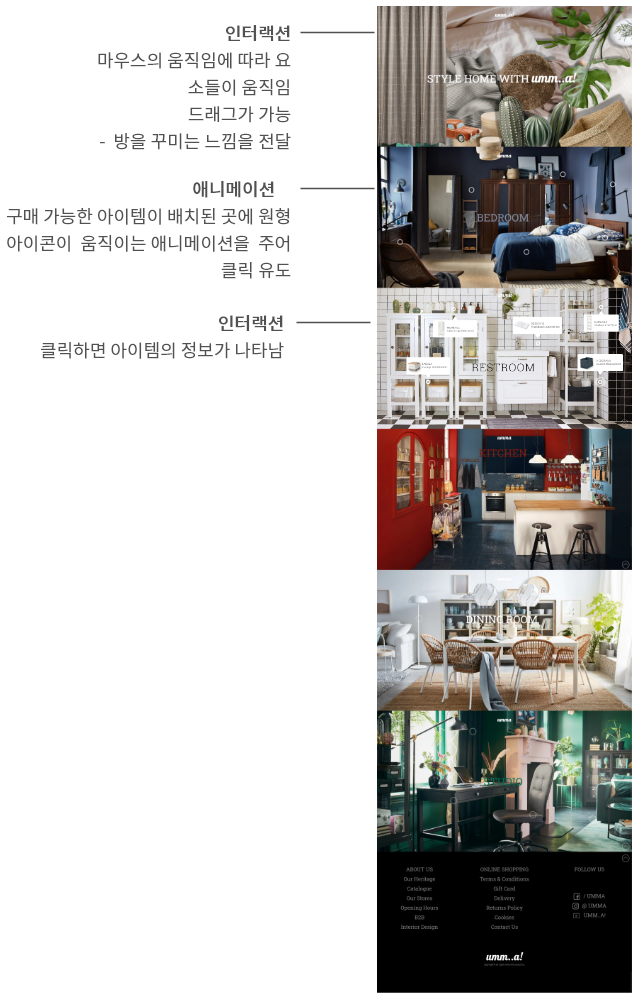 인터랙션
마우스의 움직임에 따라 요
소들이 움직임
드래그가 가능
- 방을 꾸미는 느낌을 전달
애니메이션
구매 가능한 아이템이 배치된 곳에 원형
아이콘이 움직이는 애니메이션을 주어
클릭 유도
인터랙션
클릭하면 아이템의 정보가 나타남
STYLE HOME WITH umm..a!
umma
BEDROOM
RESTROOM
umma
KITCHEN
DINING ROOM
umma
STUDIO
ABOUT US
Our Heritage
Catalogue
Our Stores
Opening Hours
Interior Design
ONLINE SHOPPING
Terms & Conditions
Gift Card
Delivery
Returns Policy
Cookies
Contact Us
FOLLOW US
/ UMMA
@ UMMA
UMM..A!
umm..a!